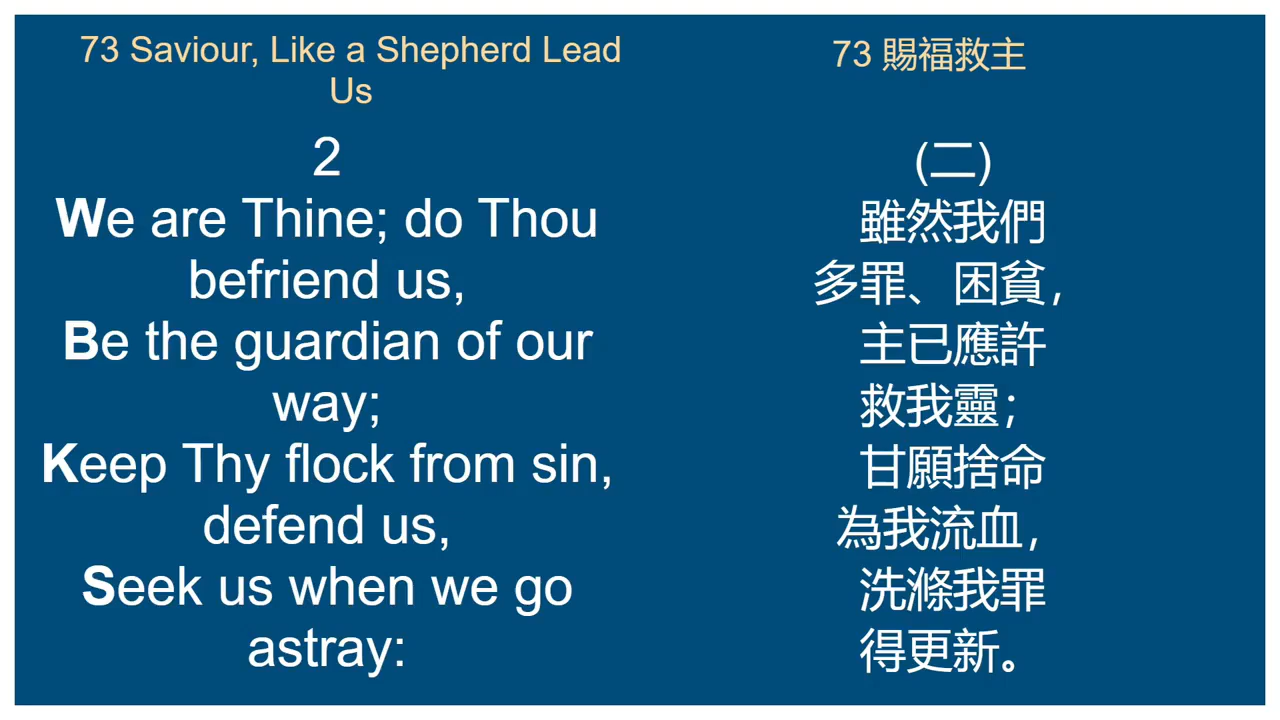 73 Saviour, Like a Shepherd Lead
Us
2
We are Thine; do Thou
befriend us,
Be the guardian of our
way;
Keep Thy flock from sin,
defend us,
Seek us when we go
astray:
73 賜福救主
(二)
雖然我們
多罪、困貧，
主已應許
救我靈；
甘願捨命
為我流血，
洗滌我罪
得更新。